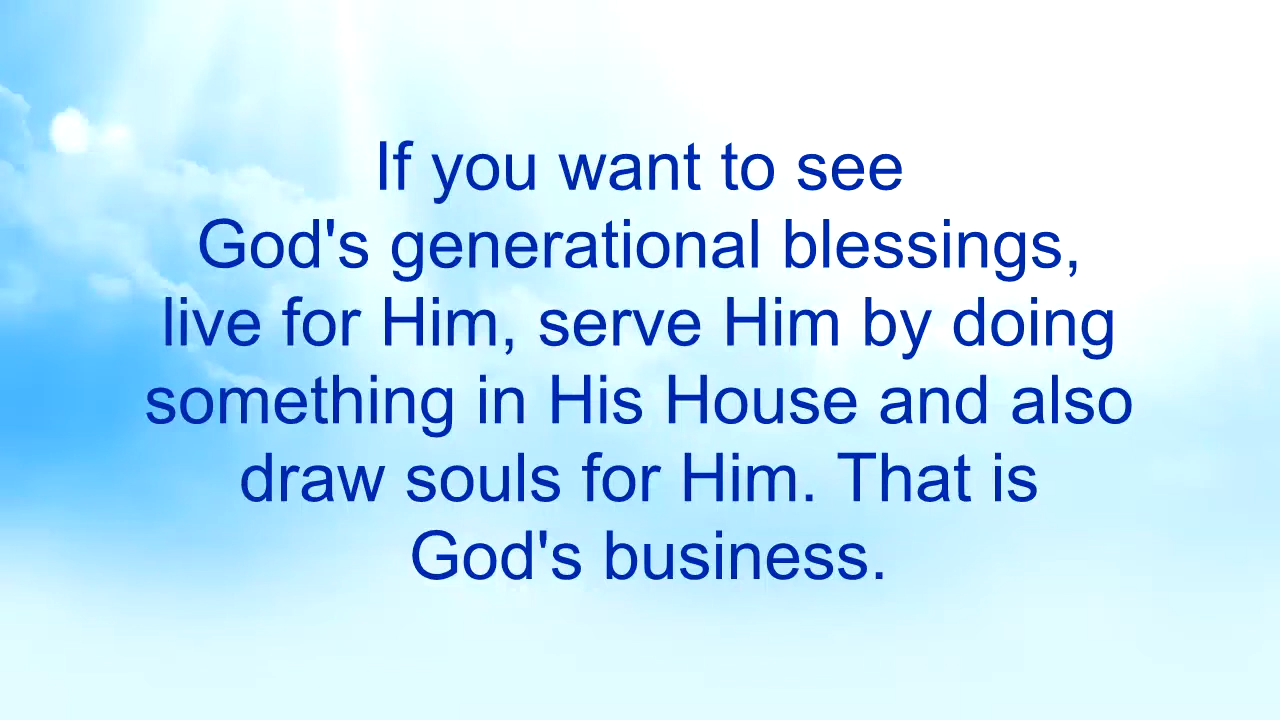 If you want to see
God's generational blessings,
live for Him, serve Him by doing
something in His House and also
draw souls for Him. That is
God's business.